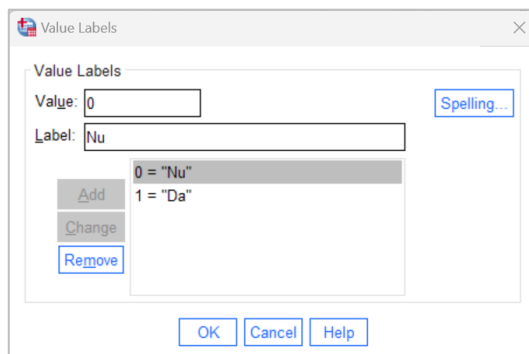 Value Labels
Value Labels
Value: 0
Spelling...
Label: Nu
0 = "Nu"
1 = "Da"
Add
Change
Remove
OK Cancel Help